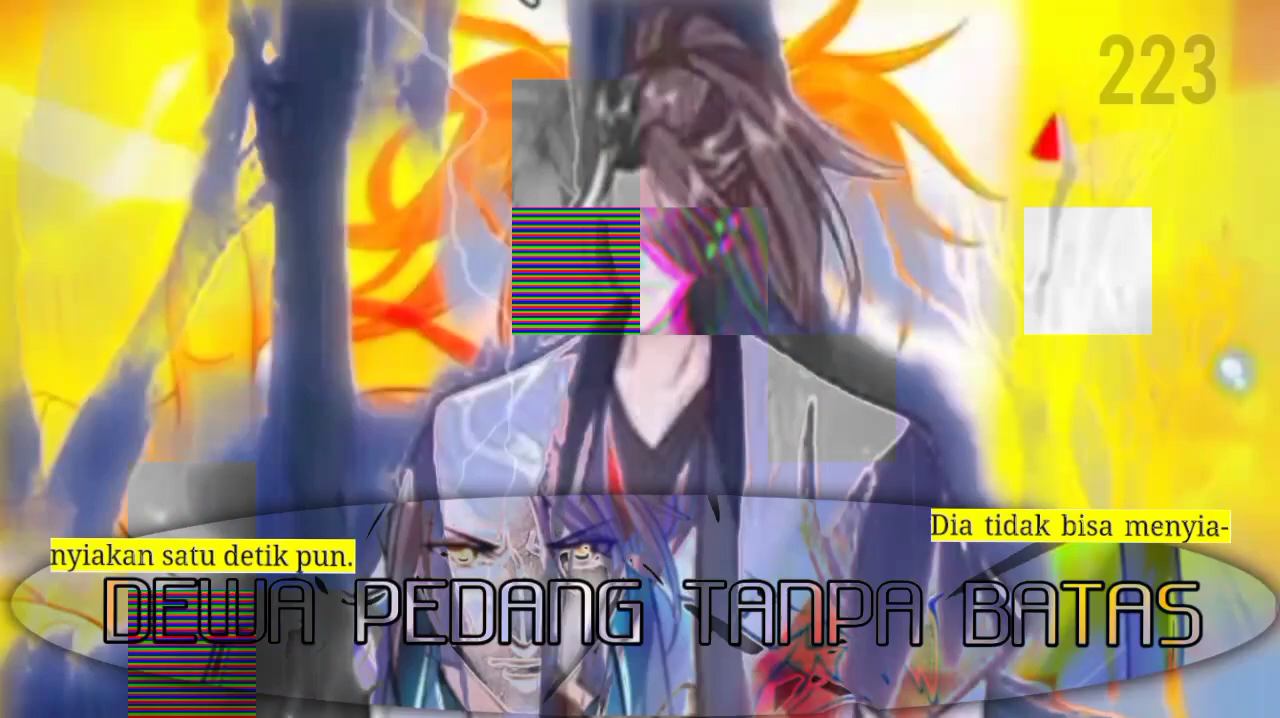 223
Dia tidak bisa menyia-
nyiakan satu detik pun.
DEWA PEDANG TANPA BATAS